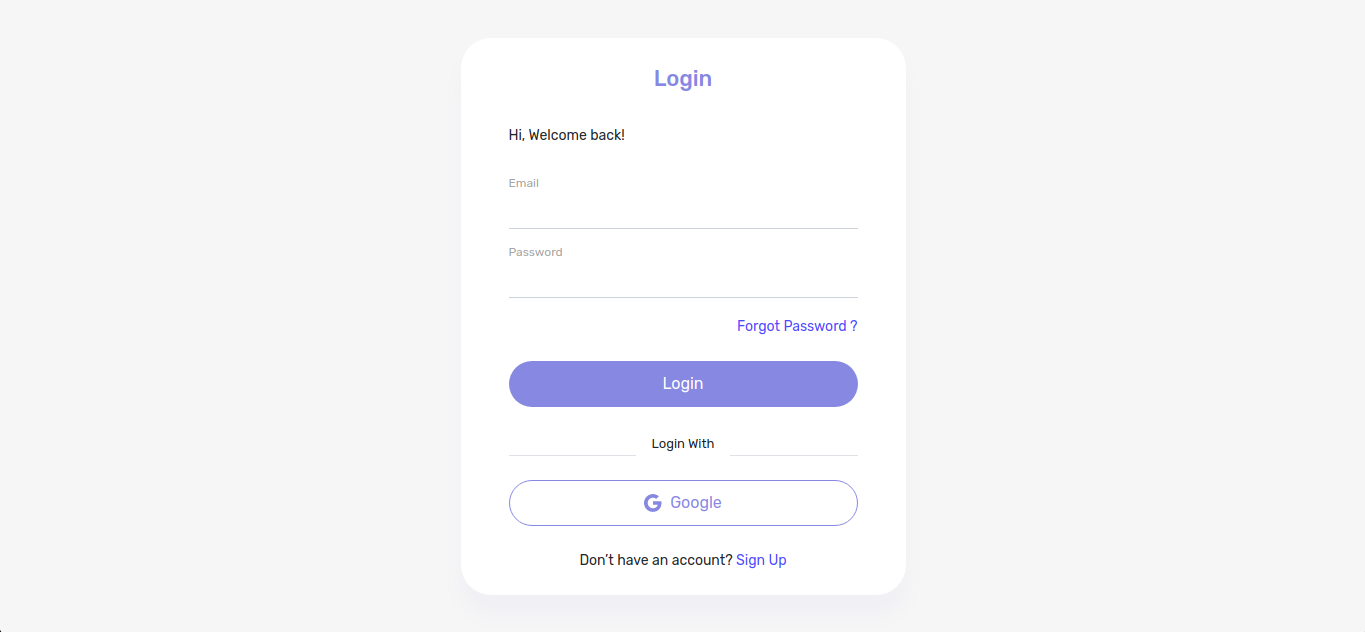 Login
Hi, Welcome back!
Email
Password
Forgot Password ?
Login
Login With
Google
Don't have an account? Sign Up